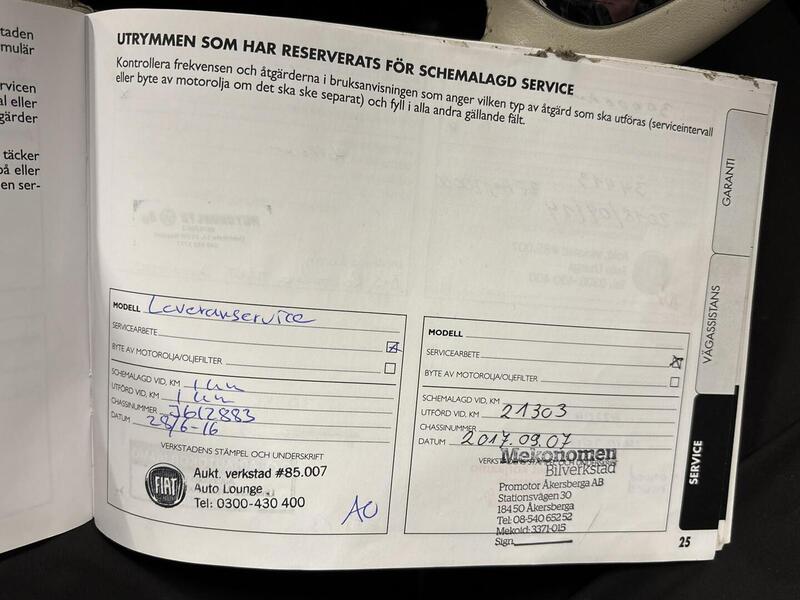 taden
mulär
rvicen
al eller
gärder
täcker
på eller
en ser-
UTRYMMEN SOM HAR RESERVERATS FÖR SCHEMALAGD SERVICE
Kontrollera frekvensen och åtgärderna i bruksanvisningen som anger vilken typ av åtgärd som ska utföras (serviceintervall
eller byte av motorolja om det ska ske separat) och fyll i alla andra gällande fält.
MODELL Leveransservice
SERVICEARBETE
BYTE AV MOTOROLJA/OLJEFILTER
SCHEMALAGD VID, KM 1 km
UTFÖRD VID, KM 1 km
CHASSINUMMER J612883
DATUM 28/6-16
VERKSTADENS STÄMPEL OCH UNDERSKRIFT
FIAT
Aukt. verkstad #85.007
Auto Lounge
Tel: 0300-430 400
AO
MODELL
SERVICEARBETE
BYTE AV MOTOROLJA/OLJEFILTER
SCHEMALAGD VID, KM
UTFÖRD VID, KM 21303
CHASSINUMMER
DATUM 2017.09.07
Mekonomen
Bilverkstad
Promotor Åkersberga AB
Stationsvägen 30
184 50 Åkersberga
Tel: 08-540 652 52
Mekoid: 3371-015
Sign
GARANTI
VÄGASSISTANS
SERVICE
25